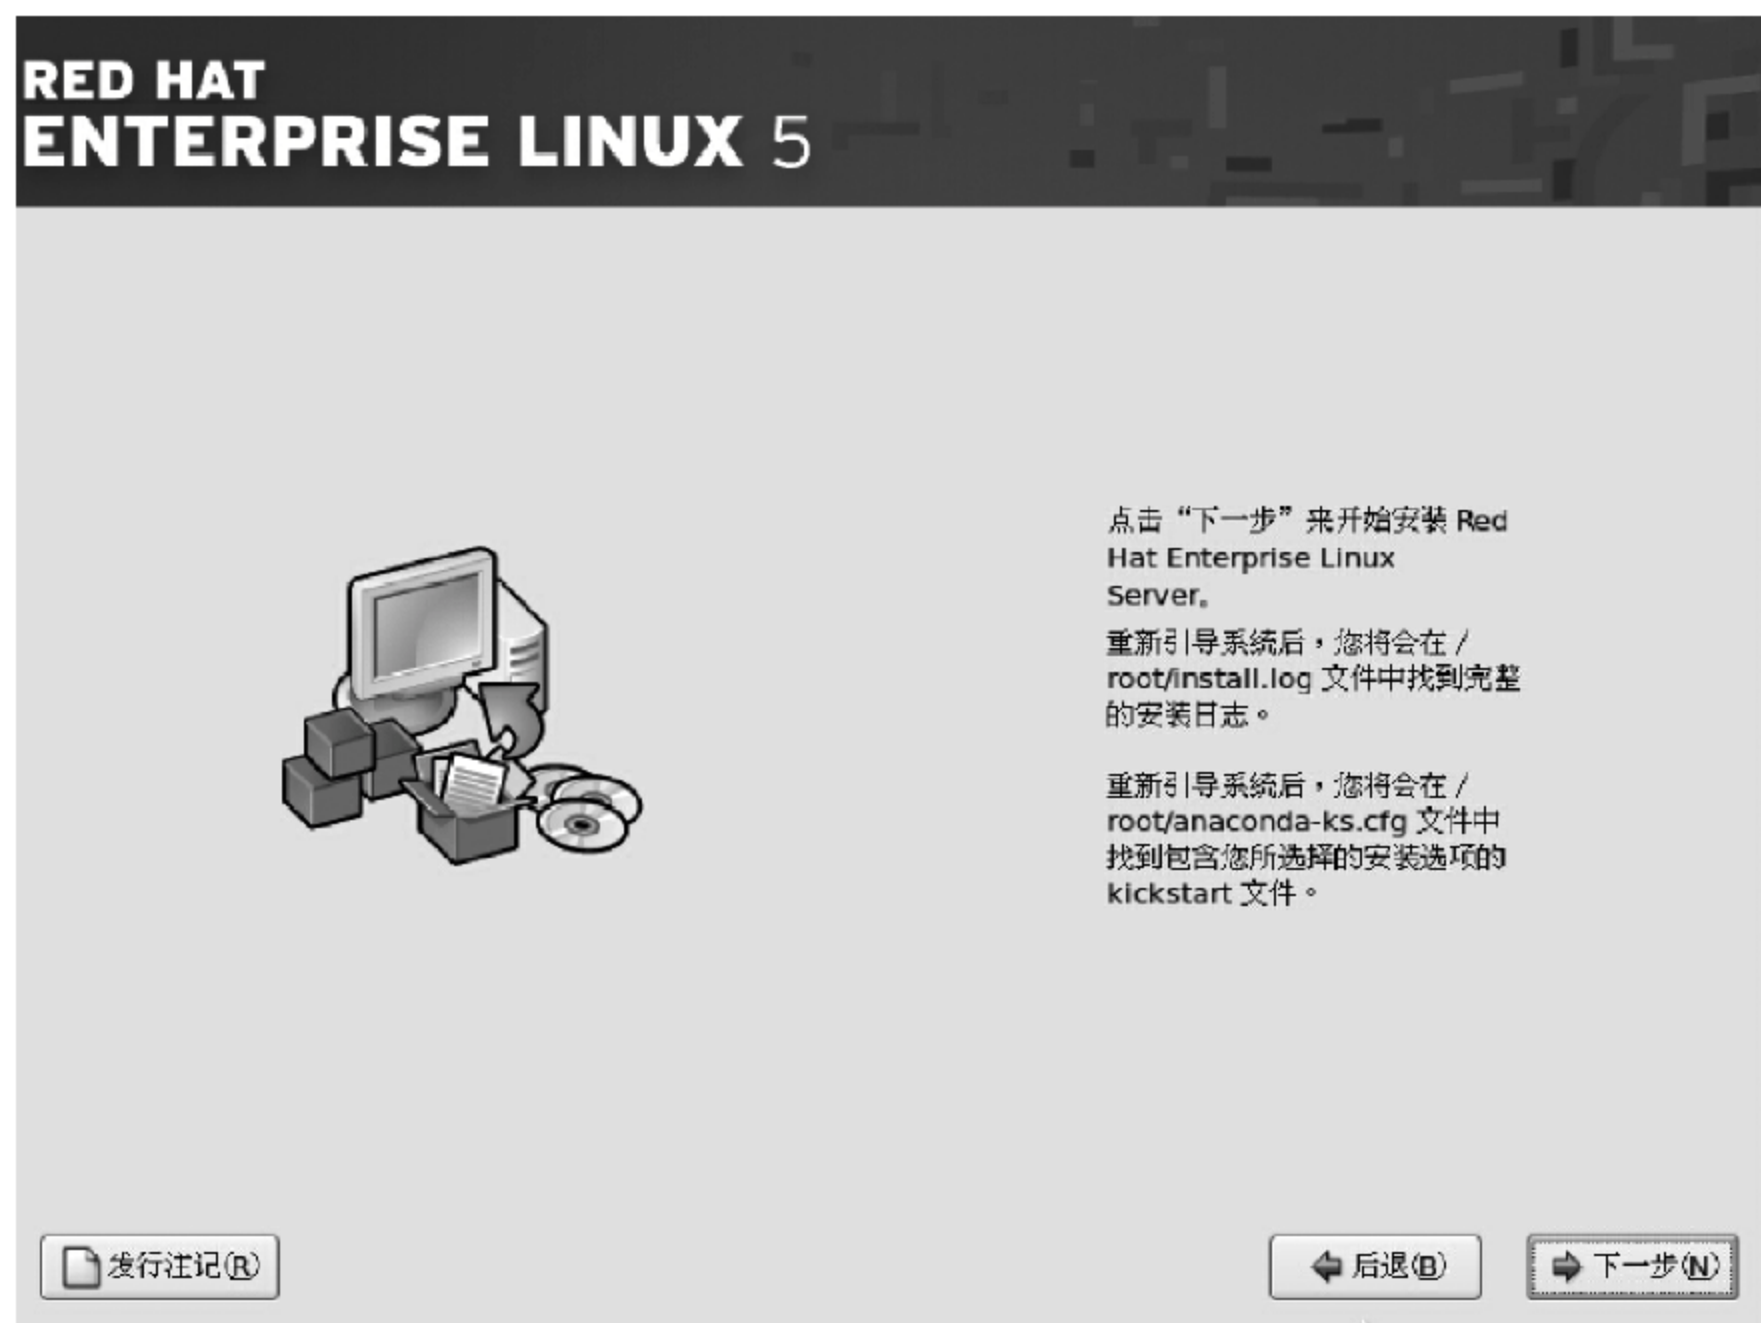 RED HAT
ENTERPRISE LINUX 5
点击“下一步”来开始安装 Red
Hat Enterprise Linux
Server。
重新引导系统后，您将会在 /
root/install.log 文件中找到完整
的安装日志。
重新引导系统后，您将会在 /
root/anaconda-ks.cfg 文件中
找到包含您所选择的安装选项的
kickstart 文件。
发行注记(R)
后退(B)
下一步(N)